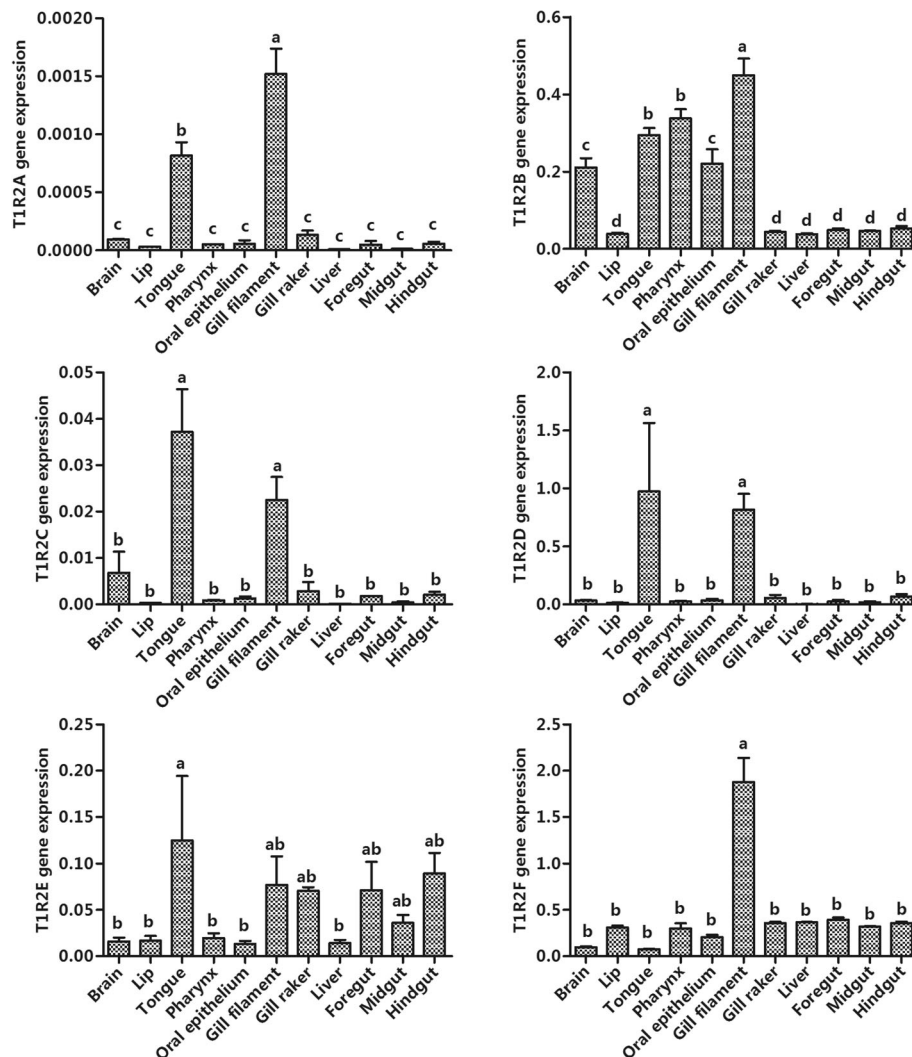 T1R2A gene expression
0.0020
0.0015
0.0010
0.0005
0.0000
c c b c c a c c c c c
Brain Lip Tongue Pharynx Oral epithelium Gill filament Gill raker Liver Foregut Midgut Hindgut
T1R2B gene expression
0.6
0.4
0.2
0.0
c d b b c a d d d d d
Brain Lip Tongue Pharynx Oral epithelium Gill filament Gill raker Liver Foregut Midgut Hindgut
T1R2C gene expression
0.05
0.04
0.03
0.02
0.01
0.00
b b a b b a b b b b b
Brain Lip Tongue Pharynx Oral epithelium Gill filament Gill raker Liver Foregut Midgut Hindgut
T1R2D gene expression
2.0
1.5
1.0
0.5
0.0
b b a b b a b b b b b
Brain Lip Tongue Pharynx Oral epithelium Gill filament Gill raker Liver Foregut Midgut Hindgut
T1R2E gene expression
0.25
0.20
0.15
0.10
0.05
0.00
b b a b b ab ab b ab ab ab
Brain Lip Tongue Pharynx Oral epithelium Gill filament Gill raker Liver Foregut Midgut Hindgut
T1R2F gene expression
2.5
2.0
1.5
1.0
0.5
0.0
b b b b b a b b b b b
Brain Lip Tongue Pharynx Oral epithelium Gill filament Gill raker Liver Foregut Midgut Hindgut